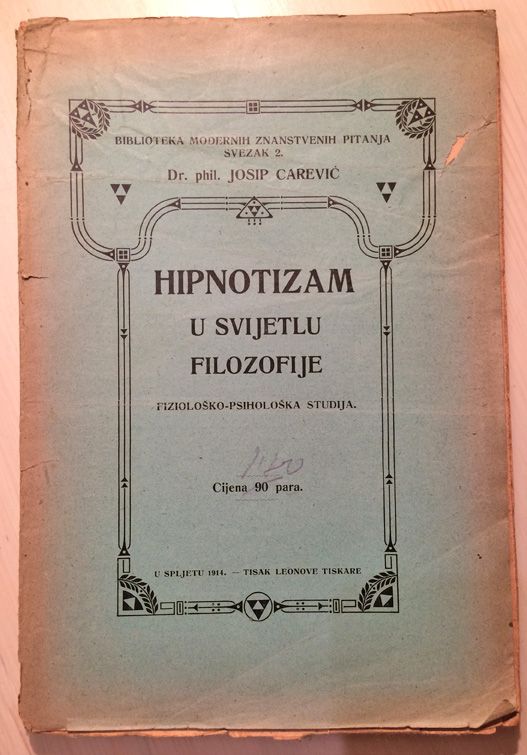 BIBLIOTEKA MODERNIH ZNANSTVENIH PITANJA
SVEZAK 2.
Dr. phil. JOSIP CAREVIĆ
HIPNOTIZAM
U SVIJETLU
FILOZOFIJE
FIZIOLOŠKO-PSIHOLOŠKA STUDIJA.
Cijena 90 para.
U SPLJETU 1914. — TISAK LEONOVE TISKARE